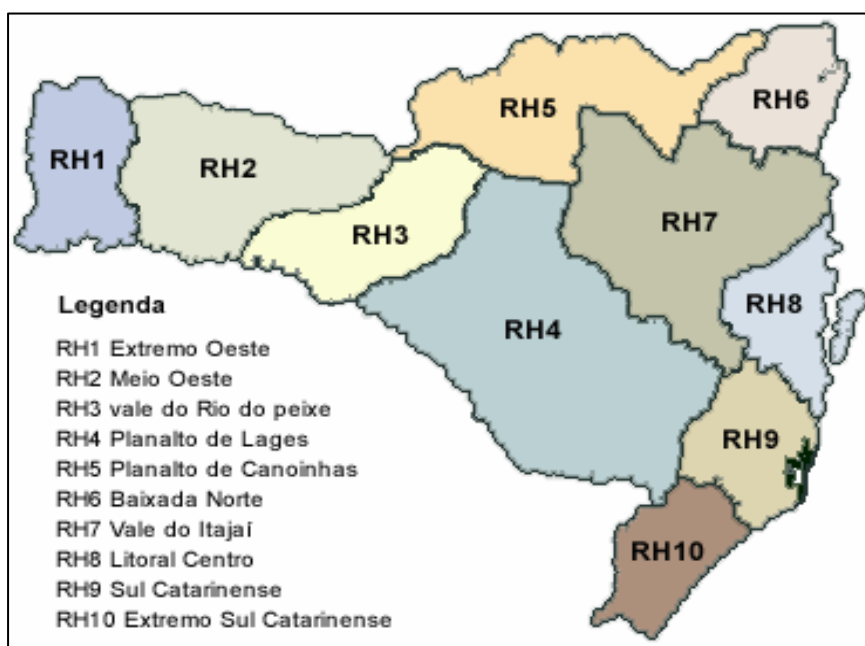 RH6
RH5
RH1
RH2
RH3
RH7
RH8
RH4
RH9
RH10
Legenda
RH1 Extremo Oeste
RH2 Meio Oeste
RH3 vale do Rio do peixe
RH4 Planalto de Lages
RH5 Planalto de Canoinhas
RH6 Baixada Norte
RH7 Vale do Itajaí
RH8 Litoral Centro
RH9 Sul Catarinense
RH10 Extremo Sul Catarinense